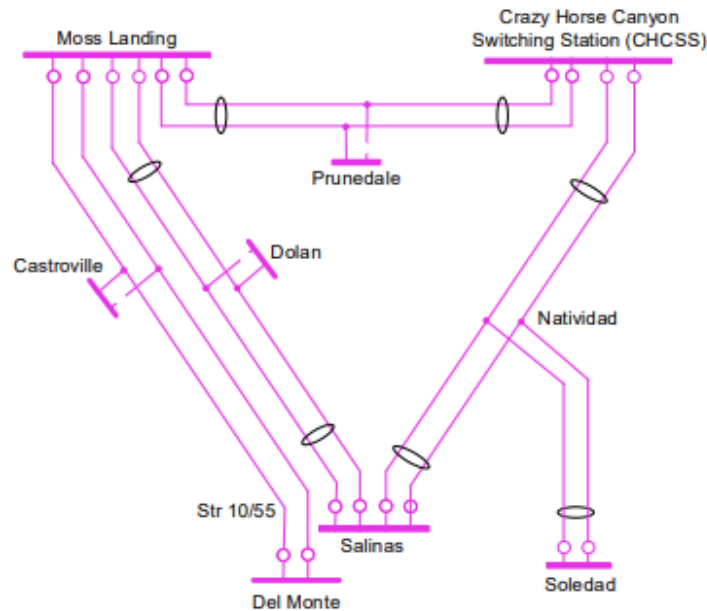 Crazy Horse Canyon
Moss Landing
Switching Station (CHCSS)
Prunedale
Dolan
Castroville
Natividad
Str 10/55
Salinas
Soledad
Del Monte